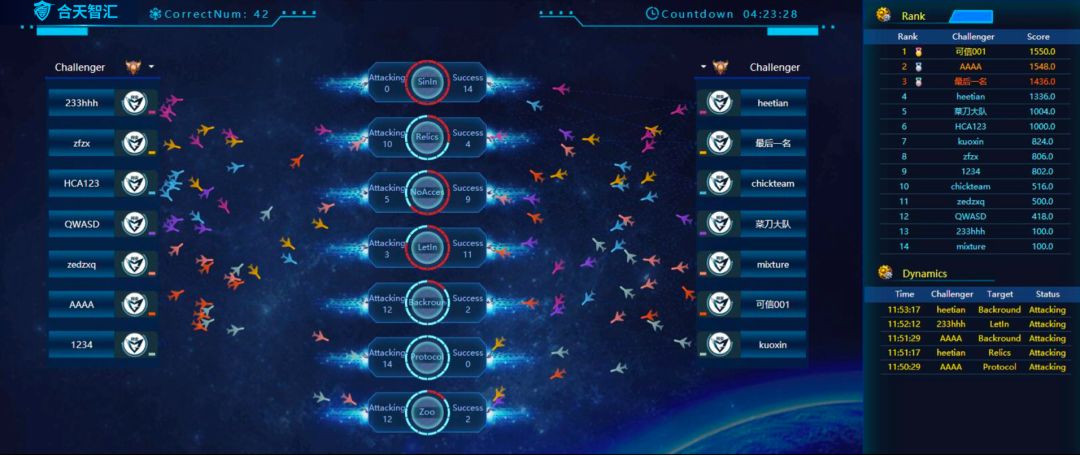 合天智汇
CorrectNum: 42
Countdown 04:23:28
Challenger
233hhh
zfzx
HCA123
QWASD
zedzxq
AAAA
1234
Attacking 0 SinIn Success 14
Attacking 10 Relics Success 4
Attacking 5 NoAcces Success 9
Attacking 3 LetIn Success 11
Attacking 12 Backroun Success 2
Attacking 14 Protoco Success 0
Attacking 12 Zoo Success 2
Challenger
heetian
最后一名
chickteam
菜刀大队
mixture
可信001
kuoxin
Rank
Rank Challenger Score
1 可信001 1550.0
2 AAAA 1548.0
3 最后一名 1436.0
4 heetian 1336.0
5 菜刀大队 1004.0
6 HCA123 1000.0
7 kuoxin 824.0
8 zfzx 806.0
9 1234 802.0
10 chickteam 516.0
11 zedzxq 500.0
12 QWASD 418.0
13 233hhh 100.0
14 mixture 100.0
Dynamics
Time Challenger Target Status
11:53:17 heetian Backround Attacking
11:52:12 233hhh LetIn Attacking
11:51:29 AAAA Backround Attacking
11:51:17 heetian Relics Attacking
11:50:29 AAAA Protocol Attacking